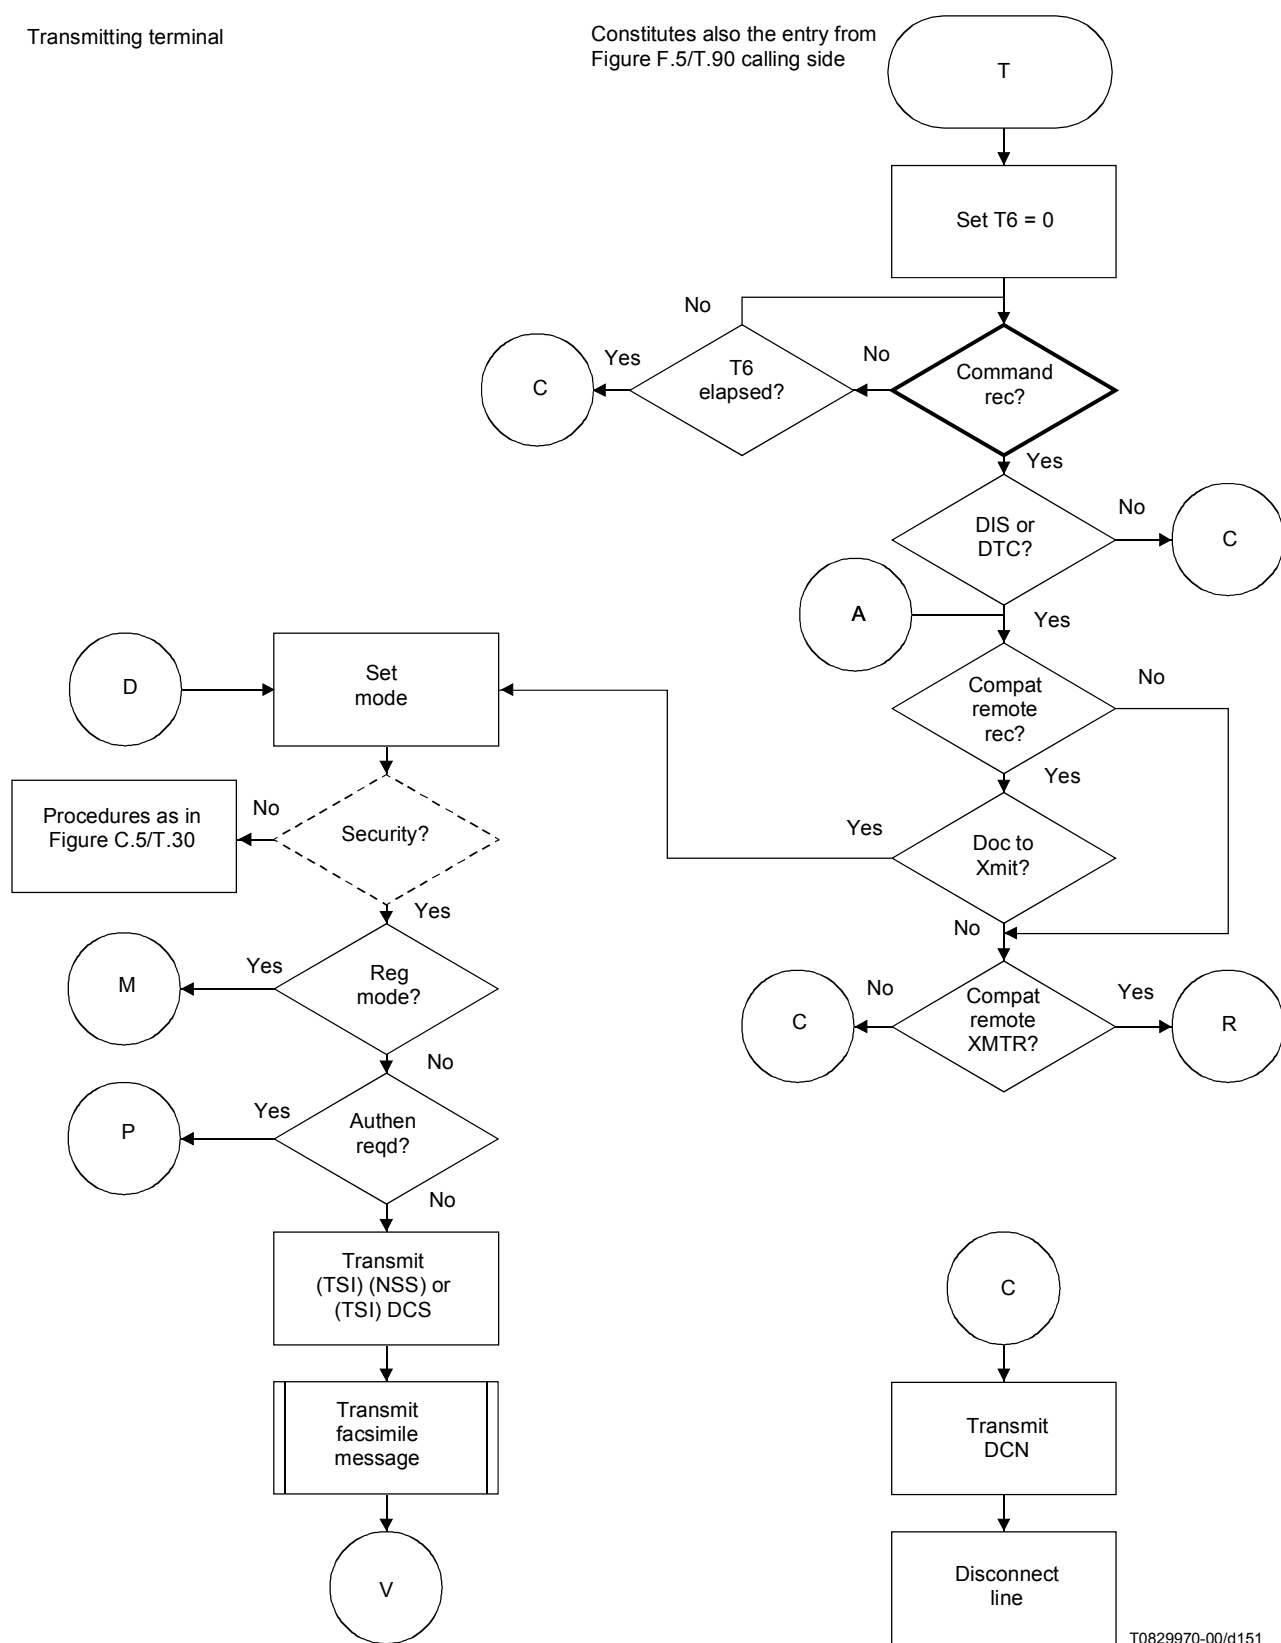 Transmitting terminal
Constitutes also the entry from
Figure F.5/T.90 calling side
T
Set T6 = 0
No
C
Yes
T6
elapsed?
No
Command
rec?
Yes
DIS or
DTC?
No
C
A
Yes
D
Set
mode
Compat
remote
rec?
No
Yes
Procedures as in
Figure C.5/T.30
No
Security?
Yes
Doc to
Xmit?
Yes
No
M
Yes
Reg
mode?
C
No
Compat
remote
XMTR?
Yes
R
No
P
Yes
Authen
reqd?
No
Transmit
(TSI) (NSS) or
(TSI) DCS
C
Transmit
facsimile
message
Transmit
DCN
V
Disconnect
line
T0829970-00/d151